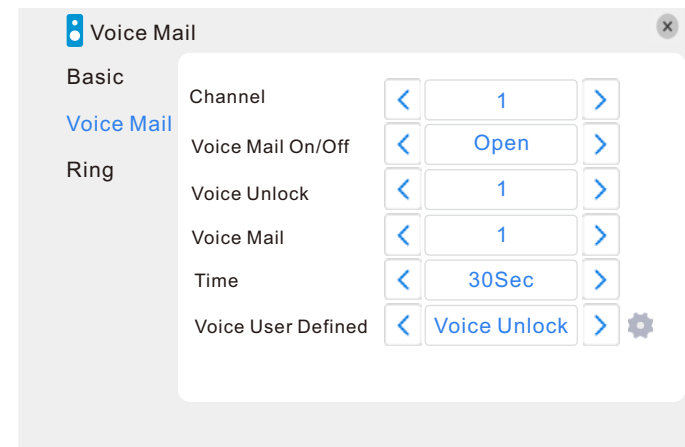 Voice Mail
Basic
Voice Mail
Ring
Channel 1
Voice Mail On/Off Open
Voice Unlock 1
Voice Mail 1
Time 30Sec
Voice User Defined Voice Unlock